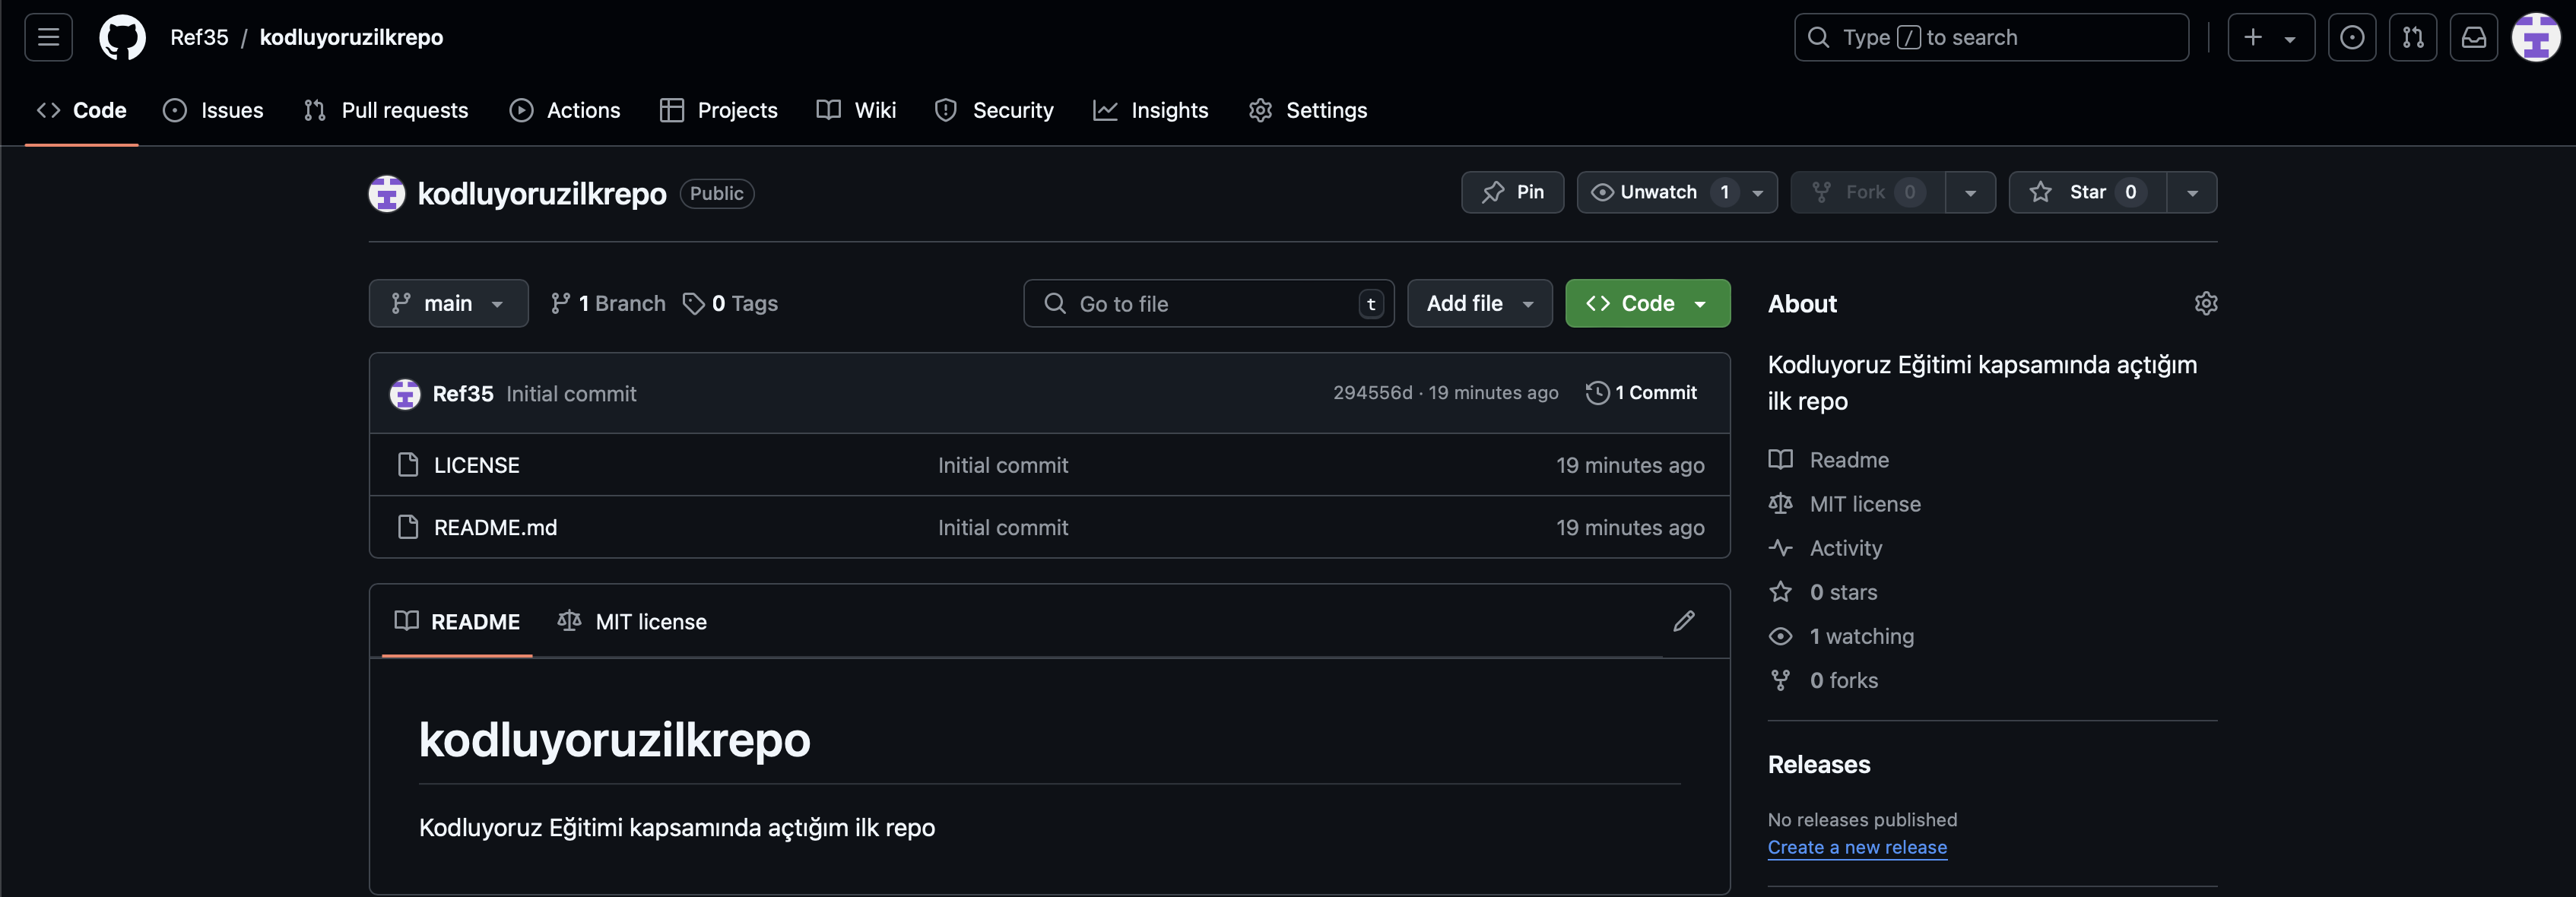 Ref35 / kodluyoruzilkrepo
Type / to search
Code Issues Pull requests Actions Projects Wiki Security Insights Settings
kodluyoruzilkrepo Public
Pin Unwatch 1 Fork 0 Star 0
main 1 Branch 0 Tags
Go to file t Add file Code
Ref35 Initial commit 294556d · 19 minutes ago 1 Commit
LICENSE Initial commit 19 minutes ago
README.md Initial commit 19 minutes ago
README MIT license
kodluyoruzilkrepo
Kodluyoruz Eğitimi kapsamında açtığım ilk repo
About
Kodluyoruz Eğitimi kapsamında açtığım
ilk repo
Readme
MIT license
Activity
0 stars
1 watching
0 forks
Releases
No releases published
Create a new release